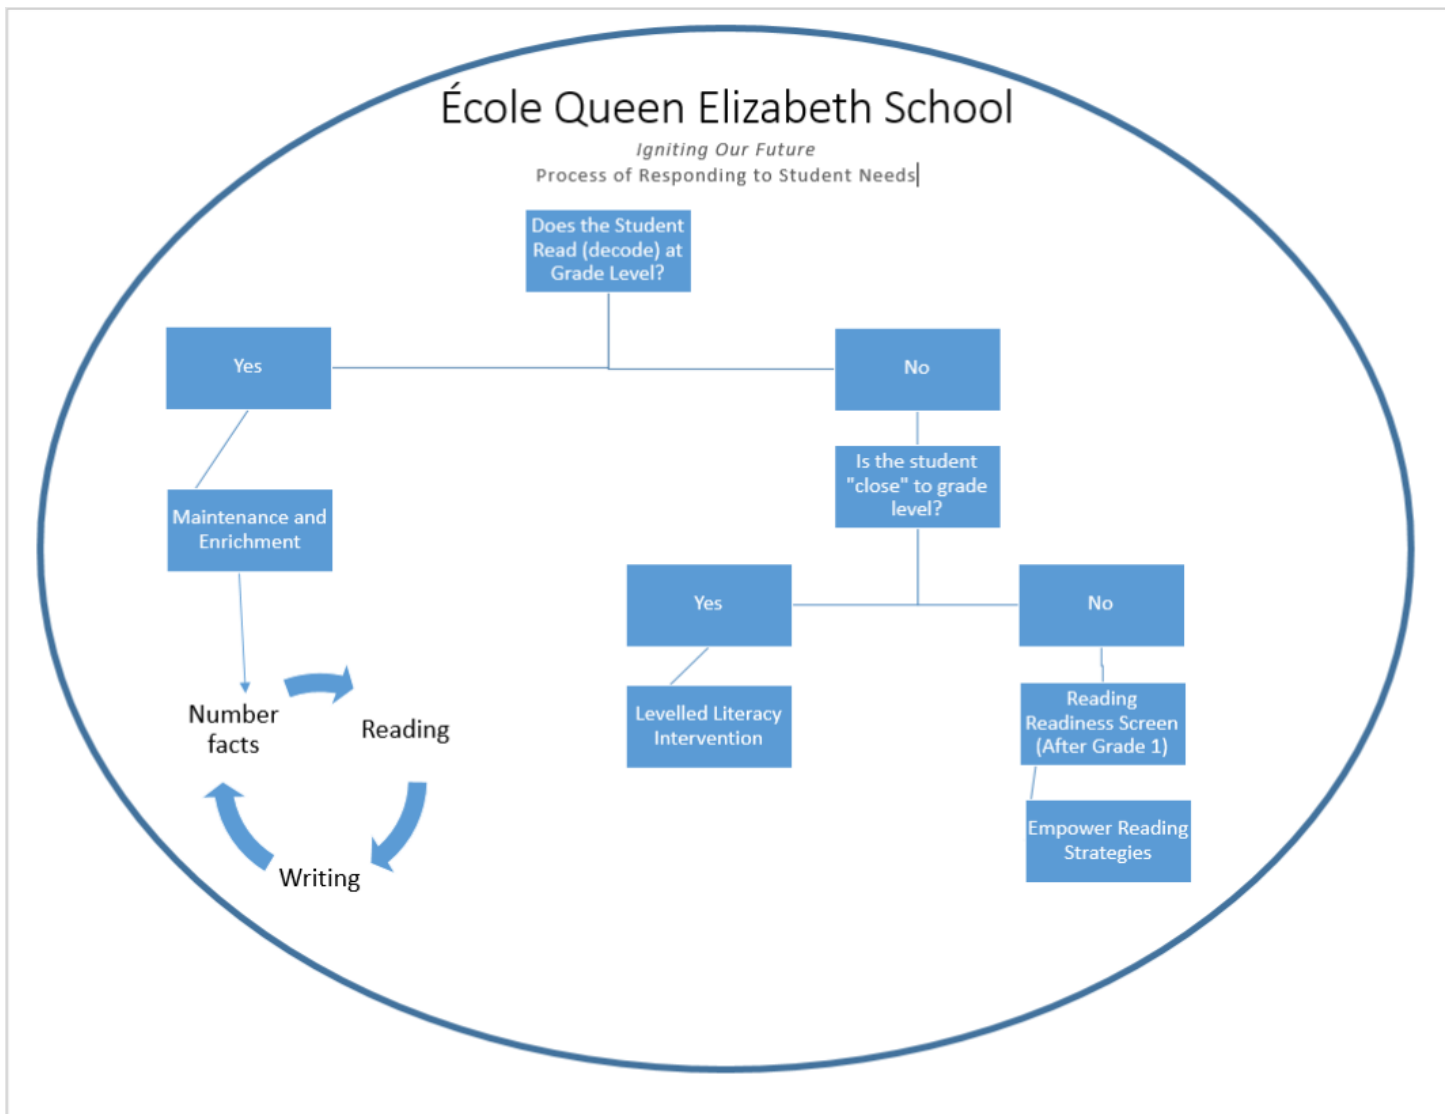 École Queen Elizabeth School
Igniting Our Future
Process of Responding to Student Needs
Does the Student
Read (decode) at
Grade Level?
Yes
No
Is the student
"close" to grade
level?
Maintenance and
Enrichment
Yes
No
Levelled Literacy
Intervention
Reading
Readiness Screen
(After Grade 1)
Empower Reading
Strategies
Number
facts
Reading
Writing